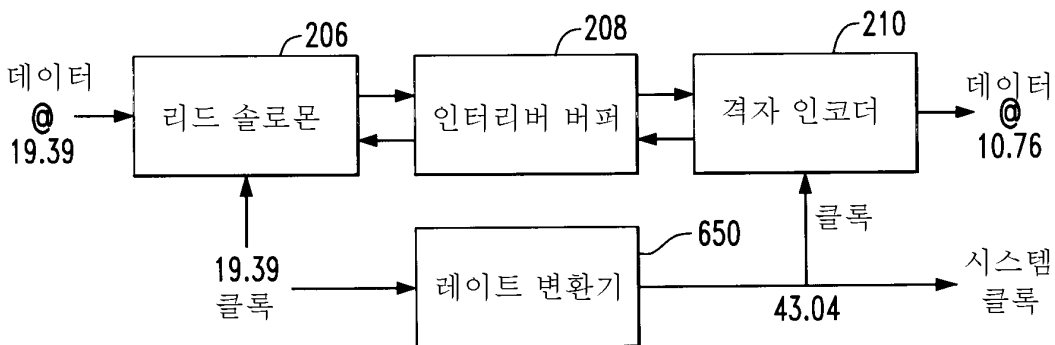 206
208
210
데이터
@
19.39
리드 솔로몬
인터리버 버퍼
격자 인코더
데이터
@
10.76
클록
650
19.39
클록
레이트 변환기
43.04
시스템
클록